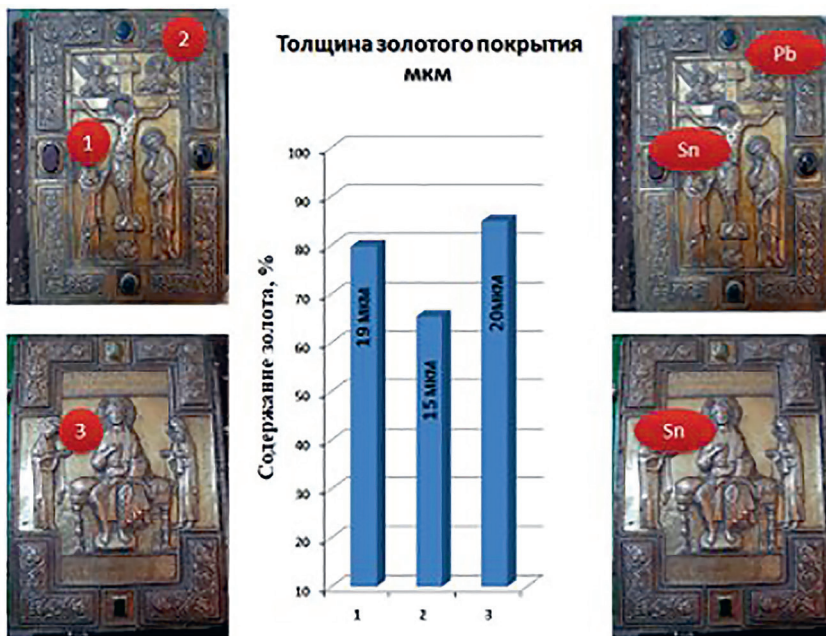 Толщина золотого покрытия
мкм
2
1
3
Содержание золота, %
100
90
80
70
60
50
40
30
20
10
19 мкм
15 мкм
20мкм
1
2
3
Pb
Sn
Sn